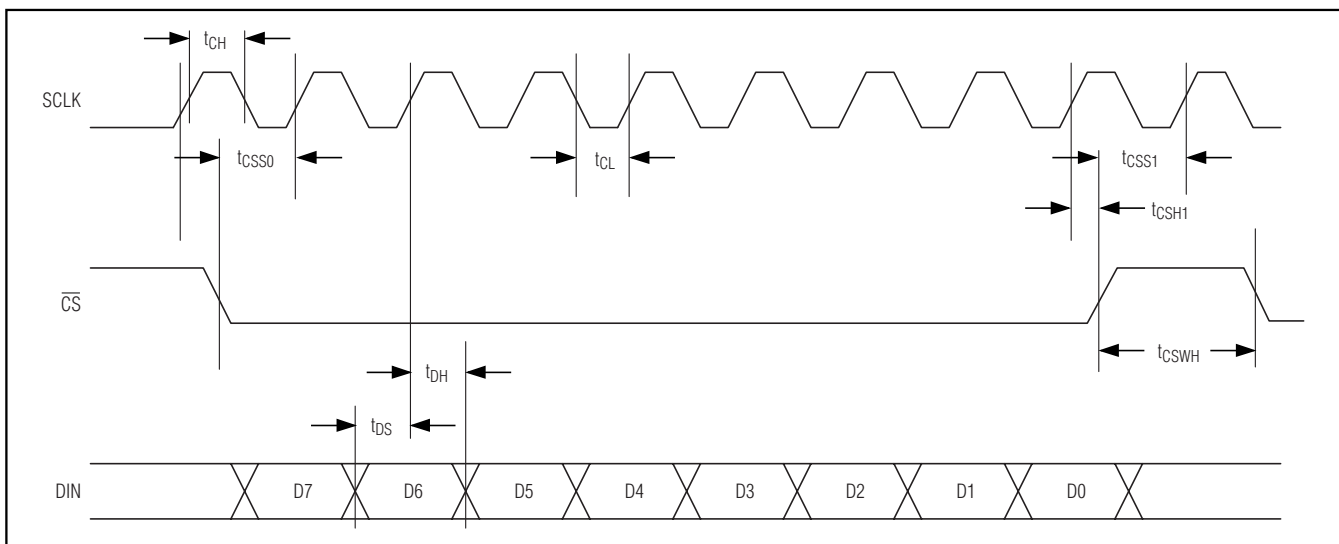 tCH
SCLK
tCSS0
tCL
tCSS1
tCSH1
CS
tCSWH
tDH
tDS
DIN
D7
D6
D5
D4
D3
D2
D1
D0